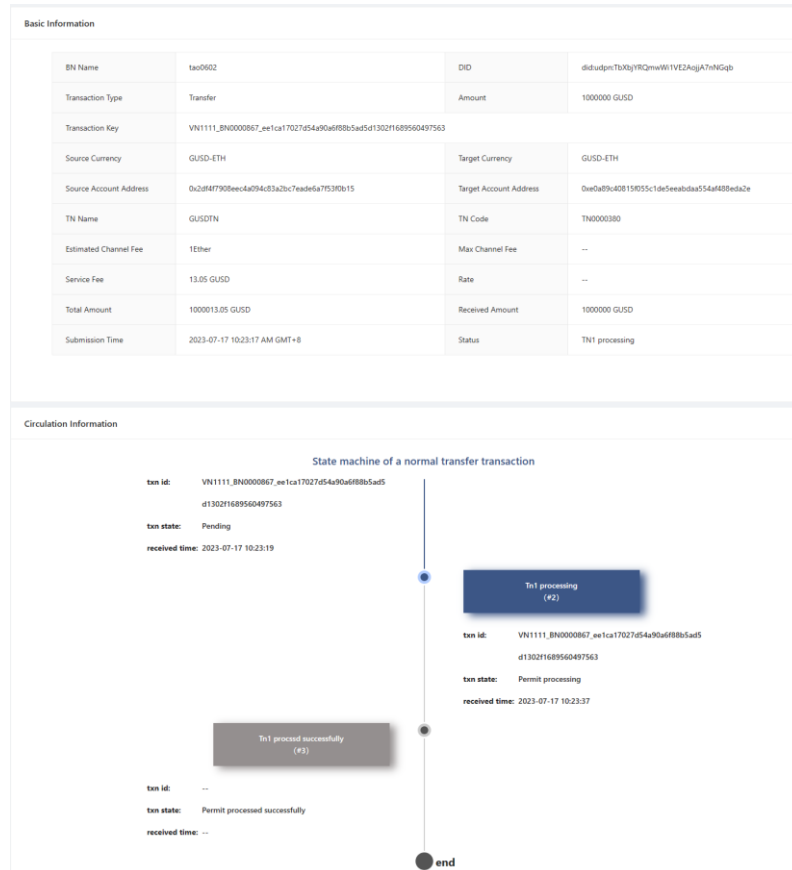 Basic Information
BN Name tao0602 DID did:udpn:TbXbjYRQmwWi1VE2AojjA7nNGqb
Transaction Type Transfer Amount 1000000 GUSD
Transaction Key VN1111_BN0000867_ee1ca17027d54a90a6f88b5ad5d1302f1689560497563
Source Currency GUSD-ETH Target Currency GUSD-ETH
Source Account Address 0x2df4f7908eec4a094c83a2bc7eade6a7f53f0b15 Target Account Address 0xe0a89c40815f055c1de5eeabdaa554af488eda2e
TN Name GUSDTN TN Code TN0000380
Estimated Channel Fee 1Ether Max Channel Fee --
Service Fee 13.05 GUSD Rate --
Total Amount 1000013.05 GUSD Received Amount 1000000 GUSD
Submission Time 2023-07-17 10:23:17 AM GMT+8 Status TN1 processing
Circulation Information
State machine of a normal transfer transaction
txn id: VN1111_BN0000867_ee1ca17027d54a90a6f88b5ad5
d1302f1689560497563
txn state: Pending
received time: 2023-07-17 10:23:19
Tn1 processing
(#2)
txn id: VN1111_BN0000867_ee1ca17027d54a90a6f88b5ad5
d1302f1689560497563
txn state: Permit processing
received time: 2023-07-17 10:23:37
Tn1 procssd successfully
(#3)
txn id: --
txn state: Permit processed successfully
received time: --
end